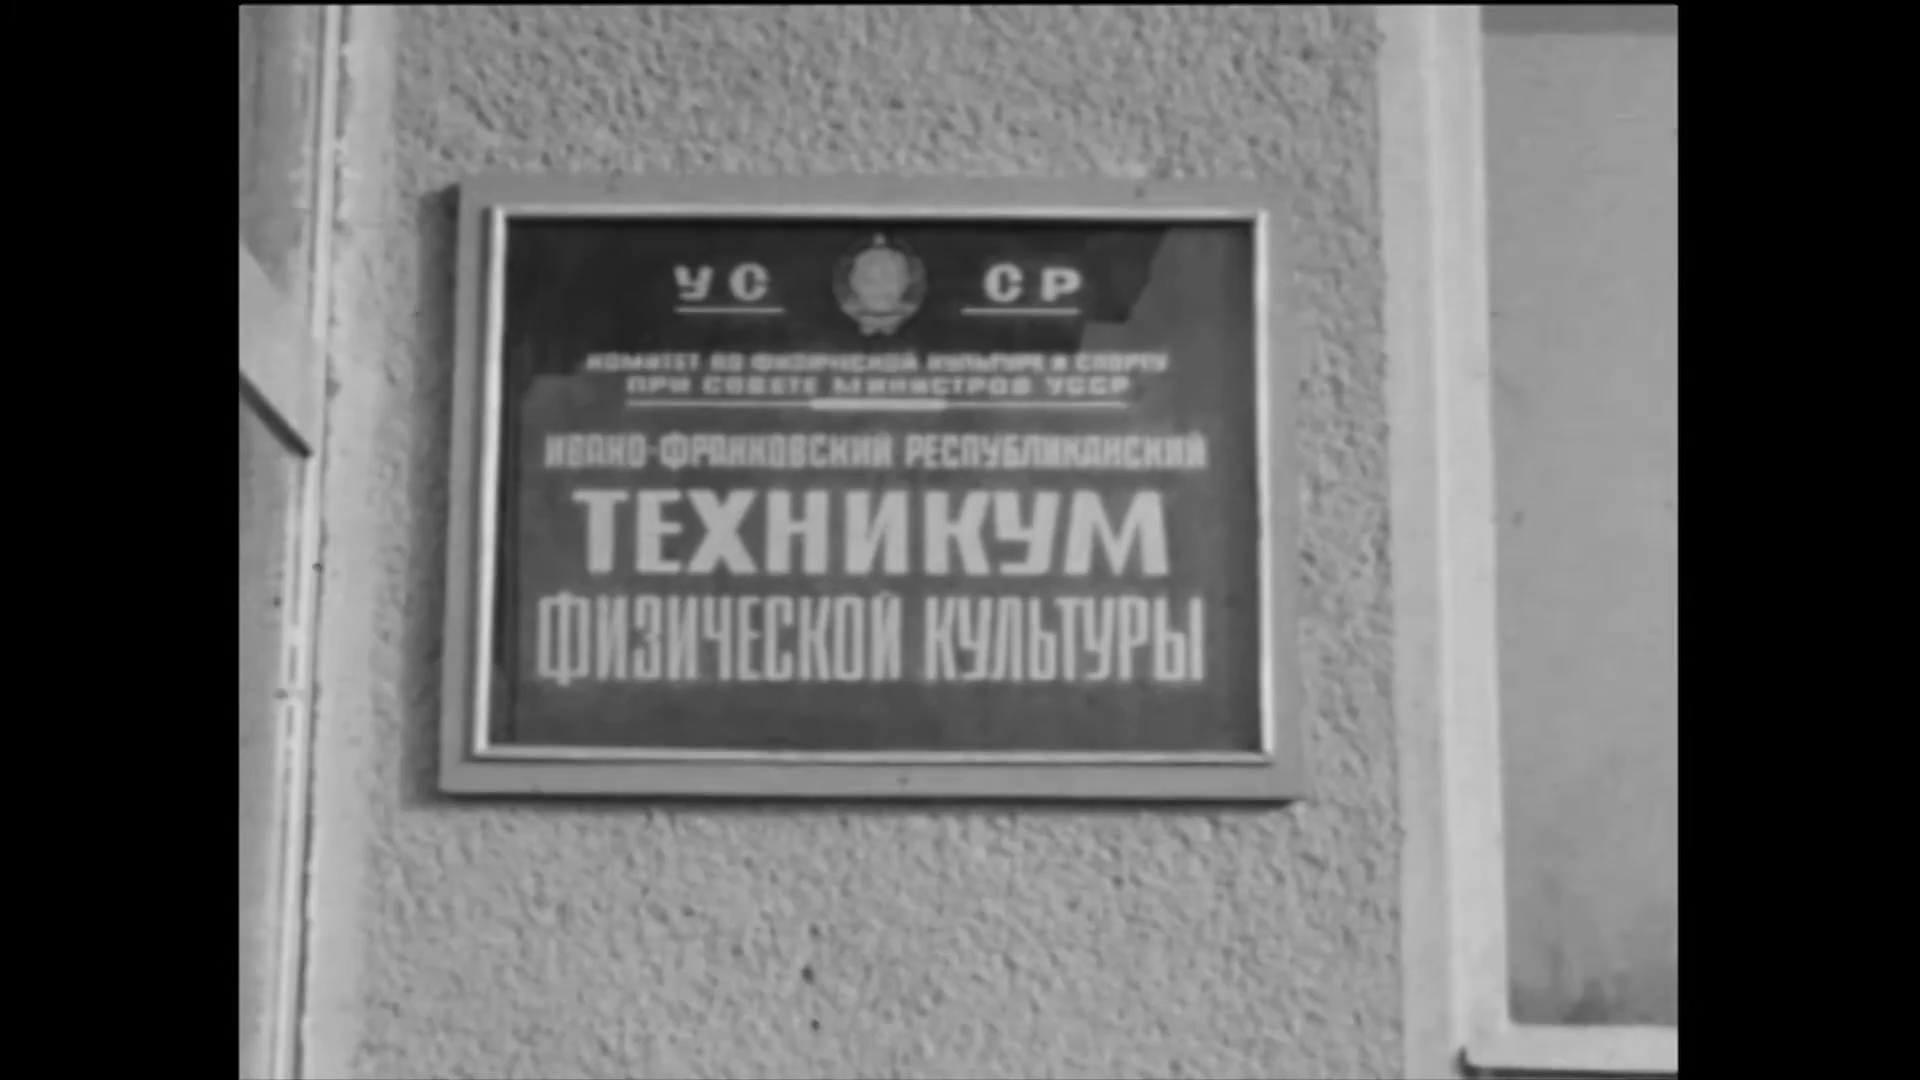 УС СР
КОМИТЕТ ПО ФИЗИЧЕСКОЙ КУЛЬТУРЕ И СПОРТУ
ПРИ СОВЕТЕ МИНИСТРОВ УССР
ИВАНО-ФРАНКОВСКИЙ РЕСПУБЛИКАНСКИЙ
ТЕХНИКУМ
ФИЗИЧЕСКОЙ КУЛЬТУРЫ